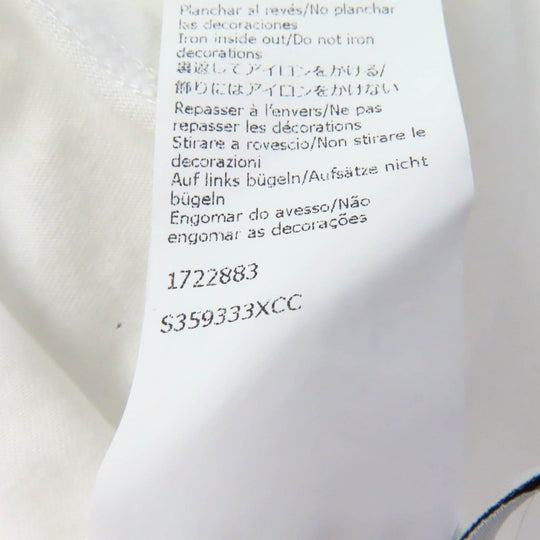 Planchar al revés/No planchar
las decoraciones
Iron inside out/Do not iron
decorations
裏返してアイロンをかける/
飾りにはアイロンをかけない
Repasser à l'envers/Ne pas
repasser les décorations
Stirare a rovescio/Non stirare le
decorazioni
Auf links bügeln/Aufsätze nicht
bügeln
Engomar do avesso/Não
engomar as decorações
1722883
S359333XCC